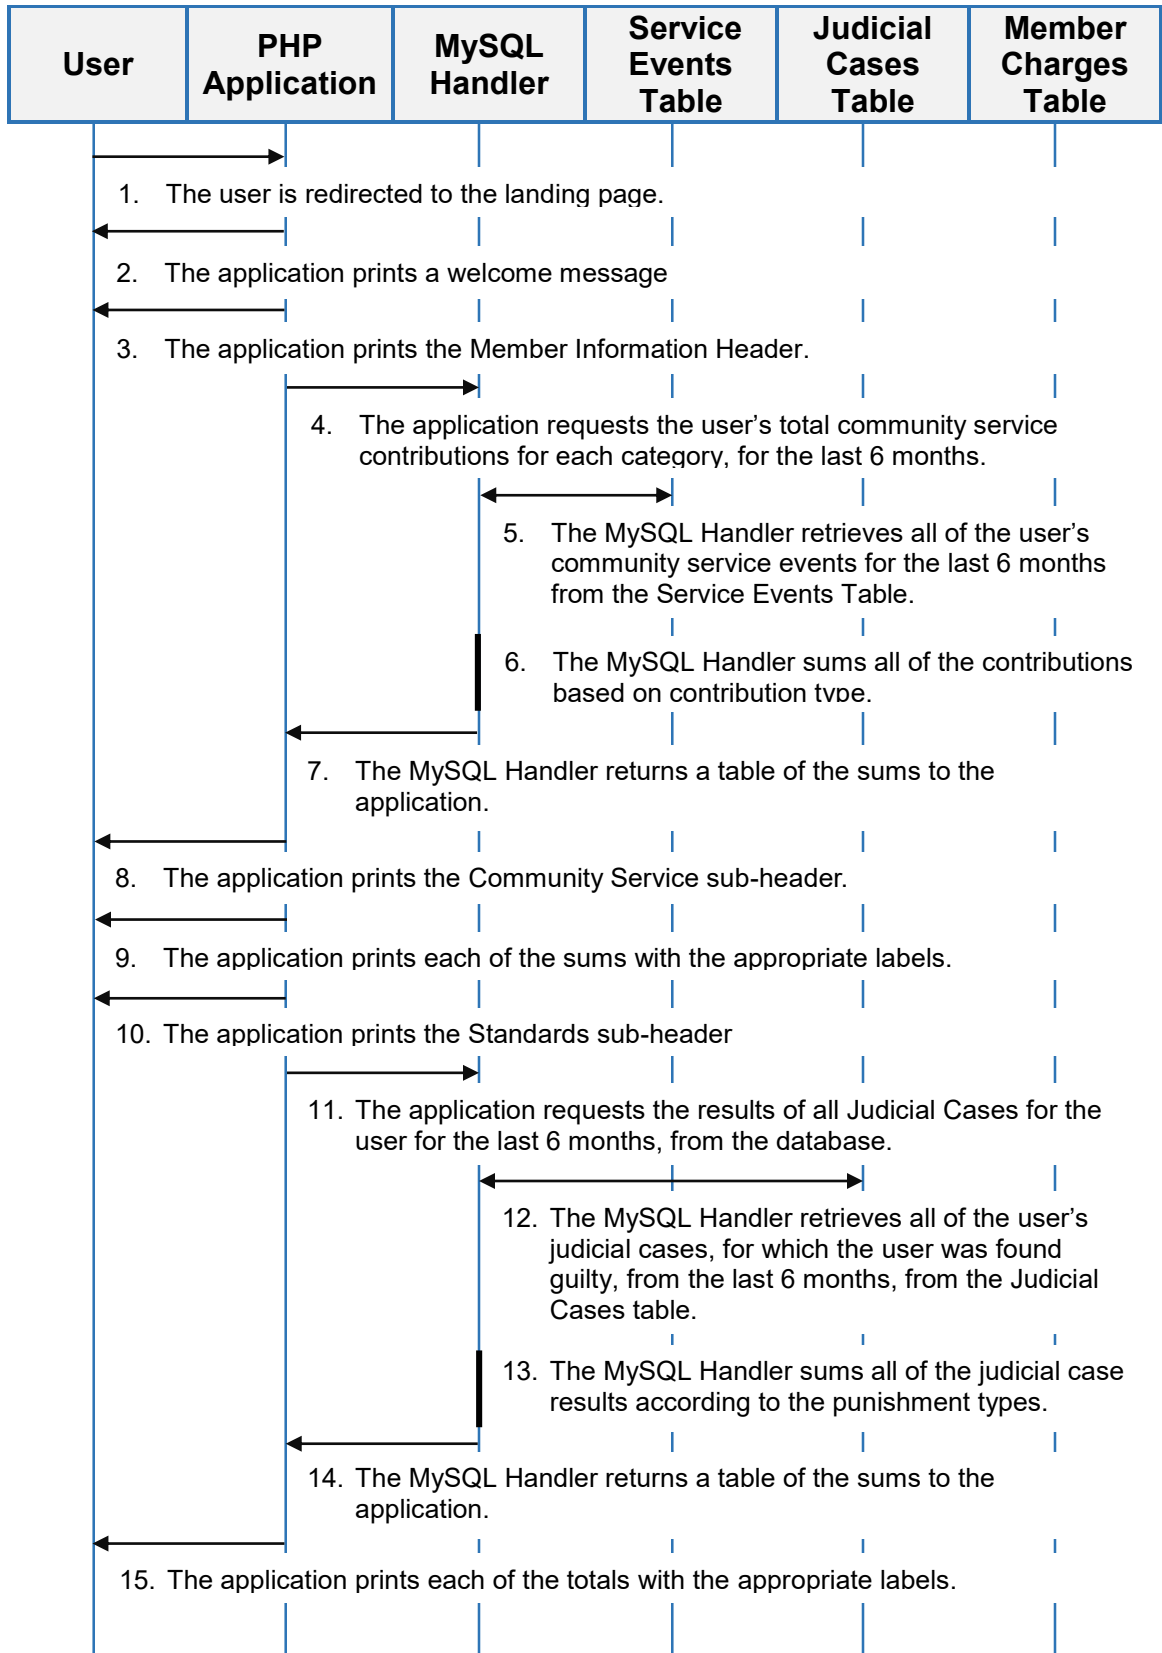 User
PHP
Application
MySQL
Handler
Service
Events
Table
Judicial
Cases
Table
Member
Charges
Table
1. The user is redirected to the landing page.
2. The application prints a welcome message
3. The application prints the Member Information Header.
4. The application requests the user’s total community service
contributions for each category, for the last 6 months.
5. The MySQL Handler retrieves all of the user’s
community service events for the last 6 months
from the Service Events Table.
6. The MySQL Handler sums all of the contributions
based on contribution type.
7. The MySQL Handler returns a table of the sums to the
application.
8. The application prints the Community Service sub-header.
9. The application prints each of the sums with the appropriate labels.
10. The application prints the Standards sub-header
11. The application requests the results of all Judicial Cases for the
user for the last 6 months, from the database.
12. The MySQL Handler retrieves all of the user’s
judicial cases, for which the user was found
guilty, from the last 6 months, from the Judicial
Cases table.
13. The MySQL Handler sums all of the judicial case
results according to the punishment types.
14. The MySQL Handler returns a table of the sums to the
application.
15. The application prints each of the totals with the appropriate labels.